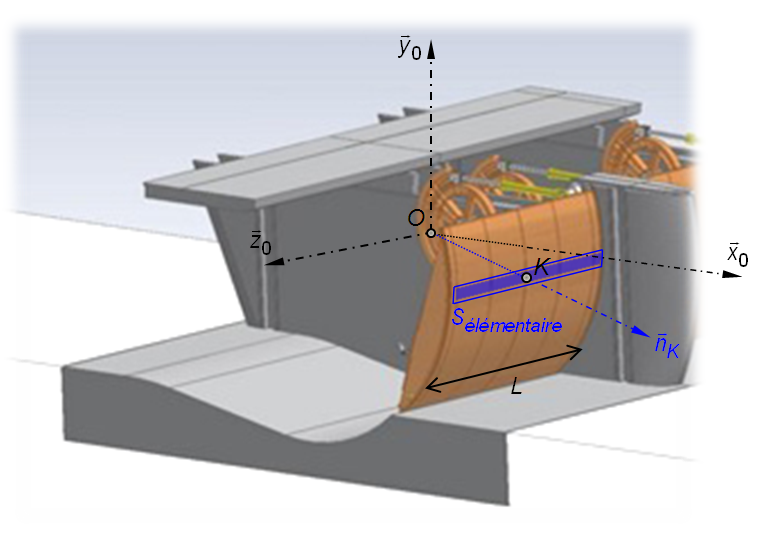 y⃗₀
O
z⃗₀
x⃗₀
K
Sélémentaire
n⃗K
L